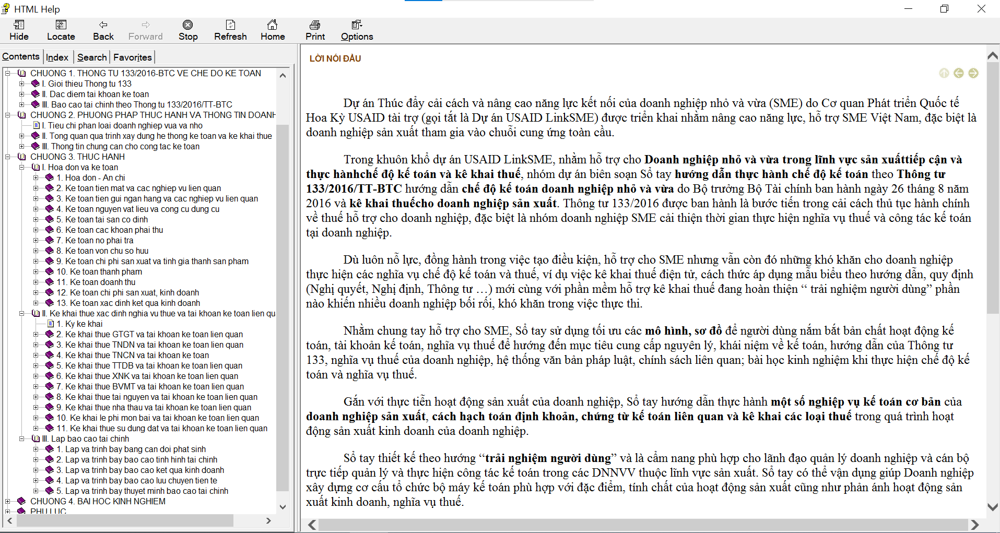 HTML Help
Hide Locate Back Forward Stop Refresh Home Print Options
Contents Index Search Favorites
CHUONG 1. THONG TU 133/2016-BTC VE CHE DO KE TOAN
I. Gioi thieu Thong tu 133
II. Dac diem tai khoan ke toan
III. Bao cao tai chinh theo Thong tu 133/2016/TT-BTC
CHUONG 2. PHUONG PHAP THUC HANH VA THONG TIN DOANH
I. Tieu chi phan loai doanh nghiep vua va nho
II. Tong quan qua trinh xay dung he thong ke toan va ke khai thue
III. Thong tin chung can cho cong tac ke toan
CHUONG 3. THUC HANH
I. Hoa don va ke toan
1. Hoa don - An chi
2. Ke toan tien mat va cac nghiep vu lien quan
3. Ke toan tien gui ngan hang va cac nghiep vu lien quan
4. Ke toan nguyen vat lieu va cong cu dung cu
5. Ke toan tai san co dinh
6. Ke toan cac khoan phai thu
7. Ke toan no phai tra
8. Ke toan von chu so huu
9. Ke toan chi phi san xuat va tinh gia thanh san pham
10. Ke toan thanh pham
11. Ke toan doanh thu
12. Ke toan chi phi san xuat, kinh doanh
13. Ke toan xac dinh ket qua kinh doanh
II. Ke khai thue xac dinh nghia vu thue va tai khoan ke toan lien qu
1. Ky ke khai
2. Ke khai thue GTGT va tai khoan ke toan lien quan
3. Ke khai thue TNDN va tai khoan ke toan lien quan
4. Ke khai thue TNCN va tai khoan ke toan
5. Ke khai thue TTDB va tai khoan ke toan lien quan
6. Ke khai thue XNK va tai khoan ke toan lien quan
7. Ke khai thue BVMT va tai khoan ke toan lien quan
8. Ke khai thue tai nguyen va tai khoan ke toan lien quan
9. Ke khai thue nha thau va tai khoan ke toan lien quan
10. Ke khai le phi mon bai va tai khoan ke toan lien quan
11. Ke khai thue su dung dat va tai khoan ke toan lien quan
III. Lap bao cao tai chinh
1. Lap va trinh bay bang can doi phat sinh
2. Lap va trinh bay bao cao tinh hinh tai chinh
3. Lap va trinh bay bao cao ket qua kinh doanh
4. Lap va trinh bay bao cao luu chuyen tien te
5. Lap va trinh bay thuyet minh bao cao tai chinh
CHUONG 4. BAI HOC KINH NGHIEM
PHU LUC
LỜI NÓI ĐẦU
Dự án Thúc đẩy cải cách và nâng cao năng lực kết nối của doanh nghiệp nhỏ và vừa (SME) do Cơ quan Phát triển Quốc tế
Hoa Kỳ USAID tài trợ (gọi tắt là Dự án USAID LinkSME) được triển khai nhằm nâng cao năng lực, hỗ trợ SME Việt Nam, đặc biệt là
doanh nghiệp sản xuất tham gia vào chuỗi cung ứng toàn cầu.
Trong khuôn khổ dự án USAID LinkSME, nhằm hỗ trợ cho Doanh nghiệp nhỏ và vừa trong lĩnh vực sản xuấttiếp cận và
thực hànhchế độ kế toán và kê khai thuế, nhóm dự án biên soạn Sổ tay hướng dẫn thực hành chế độ kế toán theo Thông tư
133/2016/TT-BTC hướng dẫn chế độ kế toán doanh nghiệp nhỏ và vừa do Bộ trưởng Bộ Tài chính ban hành ngày 26 tháng 8 năm
2016 và kê khai thuếcho doanh nghiệp sản xuất. Thông tư 133/2016 được ban hành là bước tiến trong cải cách thủ tục hành chính
về thuế hỗ trợ cho doanh nghiệp, đặc biệt là nhóm doanh nghiệp SME cải thiện thời gian thực hiện nghĩa vụ thuế và công tác kế toán
tại doanh nghiệp.
Dù luôn nỗ lực, đồng hành trong việc tạo điều kiện, hỗ trợ cho SME nhưng vẫn còn đó những khó khăn cho doanh nghiệp
thực hiện các nghĩa vụ chế độ kế toán và thuế, ví dụ việc kê khai thuế điện tử, cách thức áp dụng mẫu biểu theo hướng dẫn, quy định
(Nghị quyết, Nghị định, Thông tư …) mới cùng với phần mềm hỗ trợ kê khai thuế đang hoàn thiện “ trải nghiệm người dùng” phần
nào khiến nhiều doanh nghiệp bối rối, khó khăn trong việc thực thi.
Nhằm chung tay hỗ trợ cho SME, Sổ tay sử dụng tối ưu các mô hình, sơ đồ để người dùng nắm bắt bản chất hoạt động kế
toán, tài khoản kế toán, nghĩa vụ thuế để hướng đến mục tiêu cung cấp nguyên lý, khái niệm về kế toán, hướng dẫn của Thông tư
133, nghĩa vụ thuế của doanh nghiệp, hệ thống văn bản pháp luật, chính sách liên quan; bài học kinh nghiệm khi thực hiện chế độ kế
toán và nghĩa vụ thuế.
Gắn với thực tiễn hoạt động sản xuất của doanh nghiệp, Sổ tay hướng dẫn thực hành một số nghiệp vụ kế toán cơ bản của
doanh nghiệp sản xuất, cách hạch toán định khoản, chứng từ kế toán liên quan và kê khai các loại thuế trong quá trình hoạt
động sản xuất kinh doanh của doanh nghiệp.
Sổ tay thiết kế theo hướng “trải nghiệm người dùng” và là cẩm nang phù hợp cho lãnh đạo quản lý doanh nghiệp và cán bộ
trực tiếp quản lý và thực hiện công tác kế toán trong các DNNVV thuộc lĩnh vực sản xuất. Sổ tay có thể vận dụng giúp Doanh nghiệp
xây dựng cơ cấu tổ chức bộ máy kế toán phù hợp với đặc điểm, tính chất của hoạt động sản xuất cũng như phản ánh hoạt động sản
xuất kinh doanh, nghĩa vụ thuế.